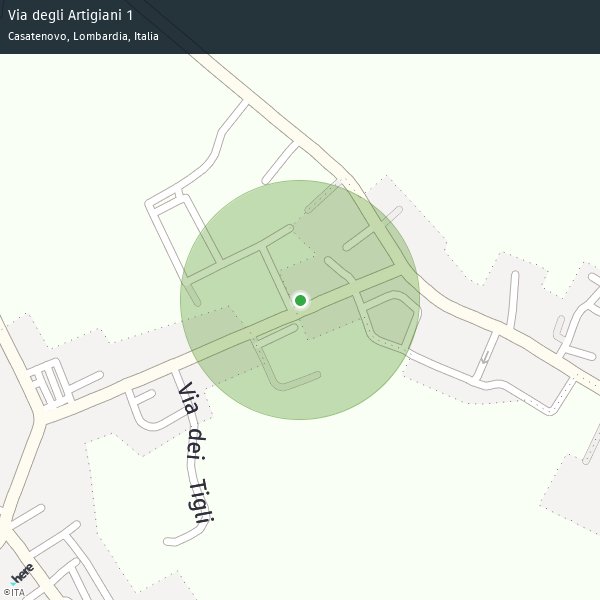 Via degli Artigiani 1
Casatenovo, Lombardia, Italia
Via dei Tigli
here
©ITA